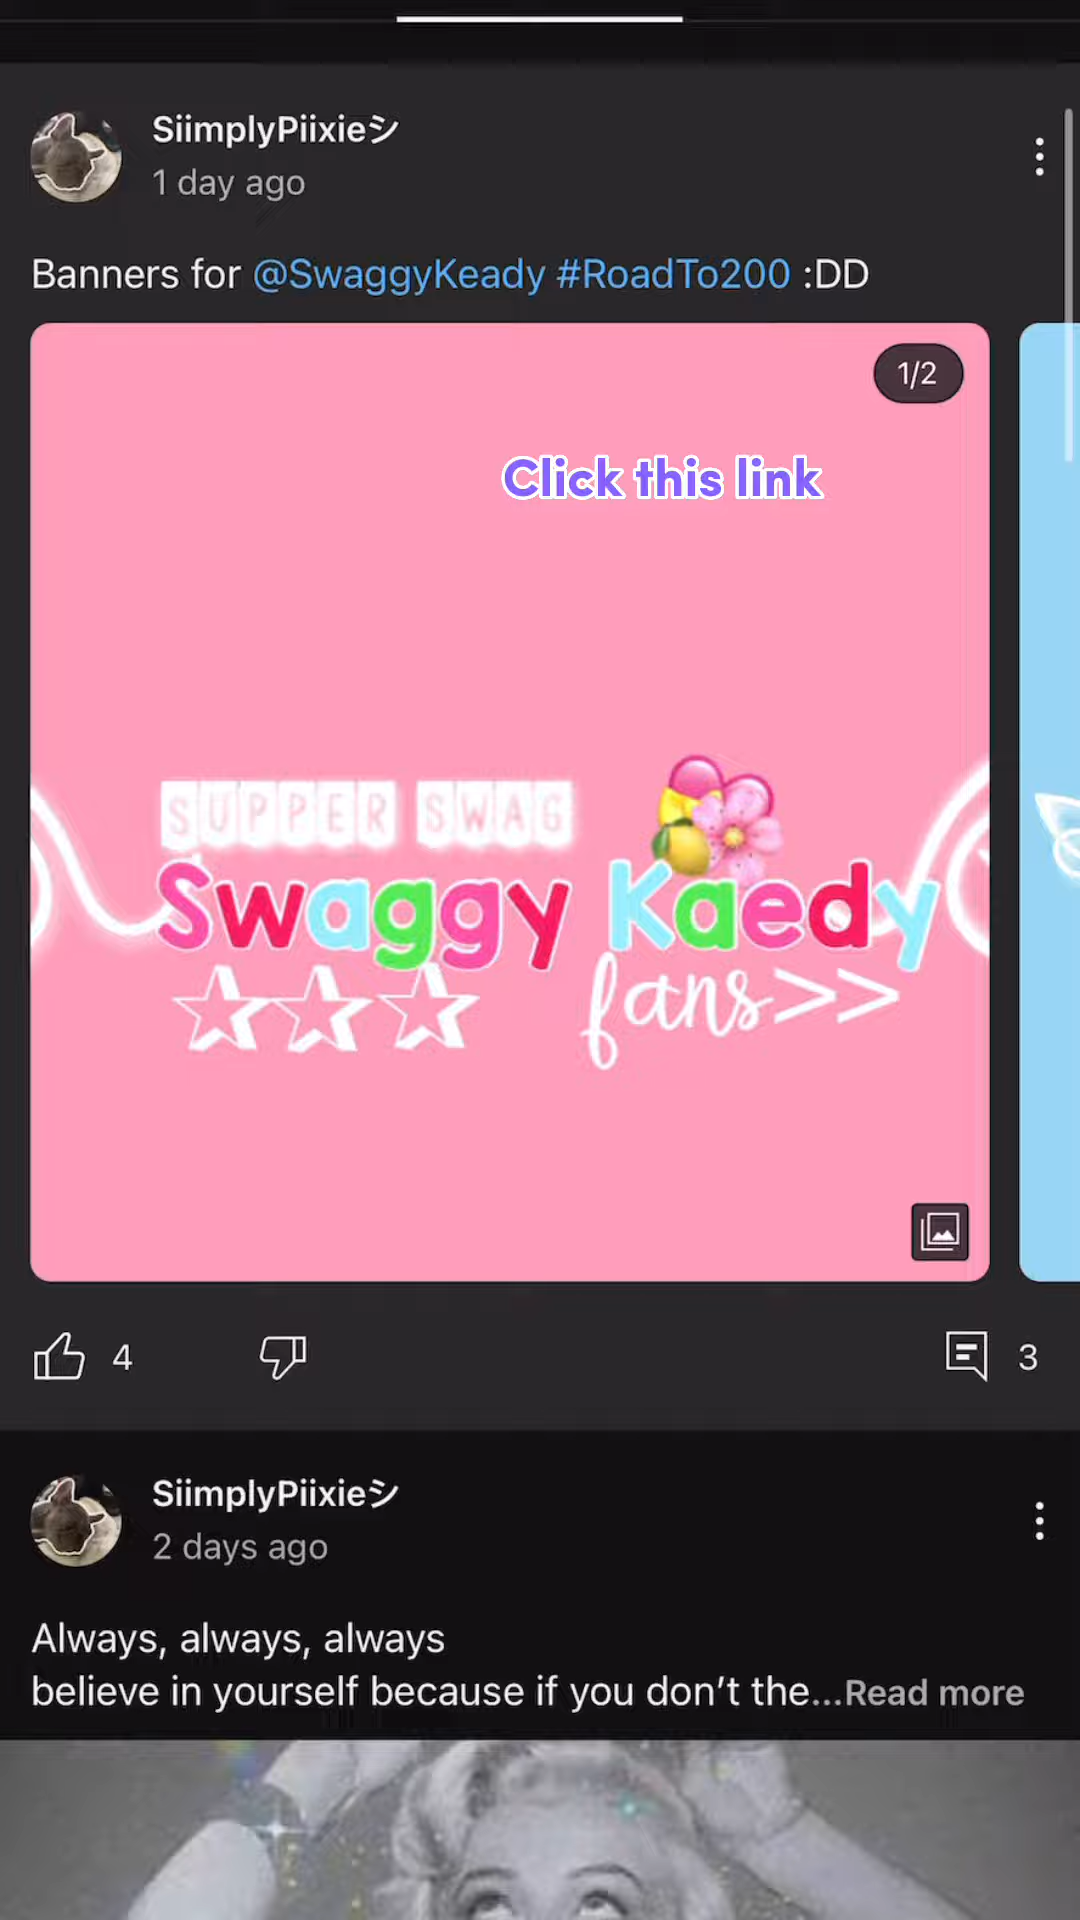 SiimplyPiixieシ
1 day ago
Banners for @SwaggyKeady #RoadTo200 :DD
1/2
Click this link
SUPPER SWAG
Swaggy Kaedy
fans>>
4
3
SiimplyPiixieシ
2 days ago
Always, always, always
believe in yourself because if you don’t the...Read more